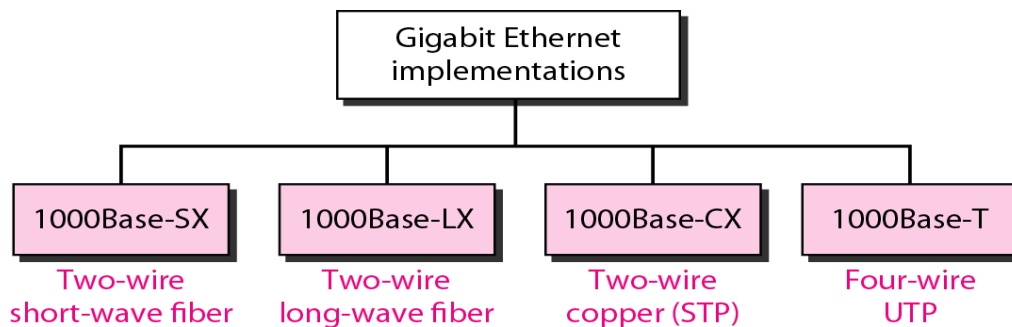 Gigabit Ethernet
implementations
1000Base-SX
1000Base-LX
1000Base-CX
1000Base-T
Two-wire
short-wave fiber
Two-wire
long-wave fiber
Two-wire
copper (STP)
Four-wire
UTP